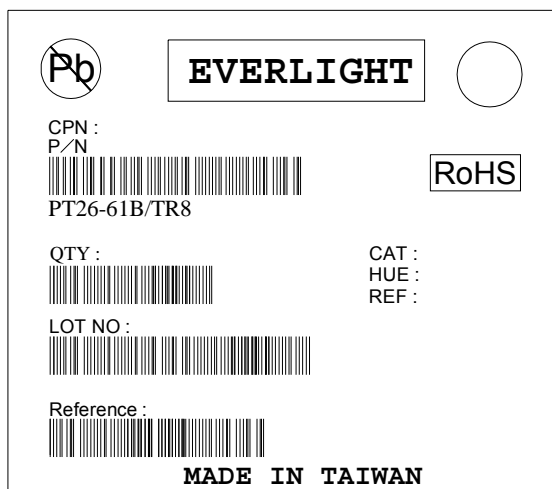 Pb
EVERLIGHT
CPN :
P/N
RoHS
PT26-61B/TR8
QTY :
CAT :
HUE :
REF :
LOT NO :
Reference :
MADE IN TAIWAN